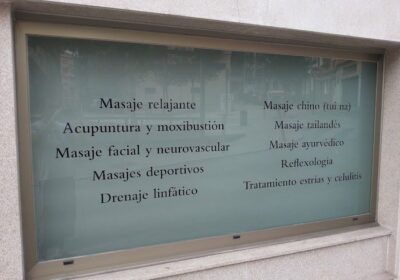 Masaje relajante
Acupuntura y moxibustión
Masaje facial y neurovascular
Masajes deportivos
Drenaje linfático
Masaje chino (tui na)
Masaje tailandés
Masaje ayurvédico
Reflexología
Tratamiento estrías y celulitis